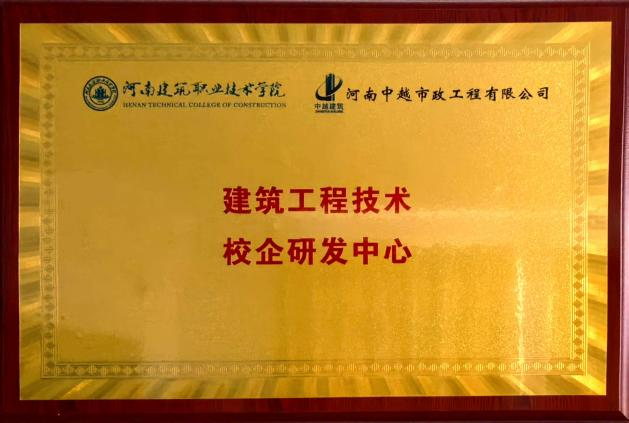 河南建筑职业技术学院
HENAN TECHNICAL COLLEGE OF CONSTRUCTION
中越建筑
河南中越市政工程有限公司
建筑工程技术
校企研发中心